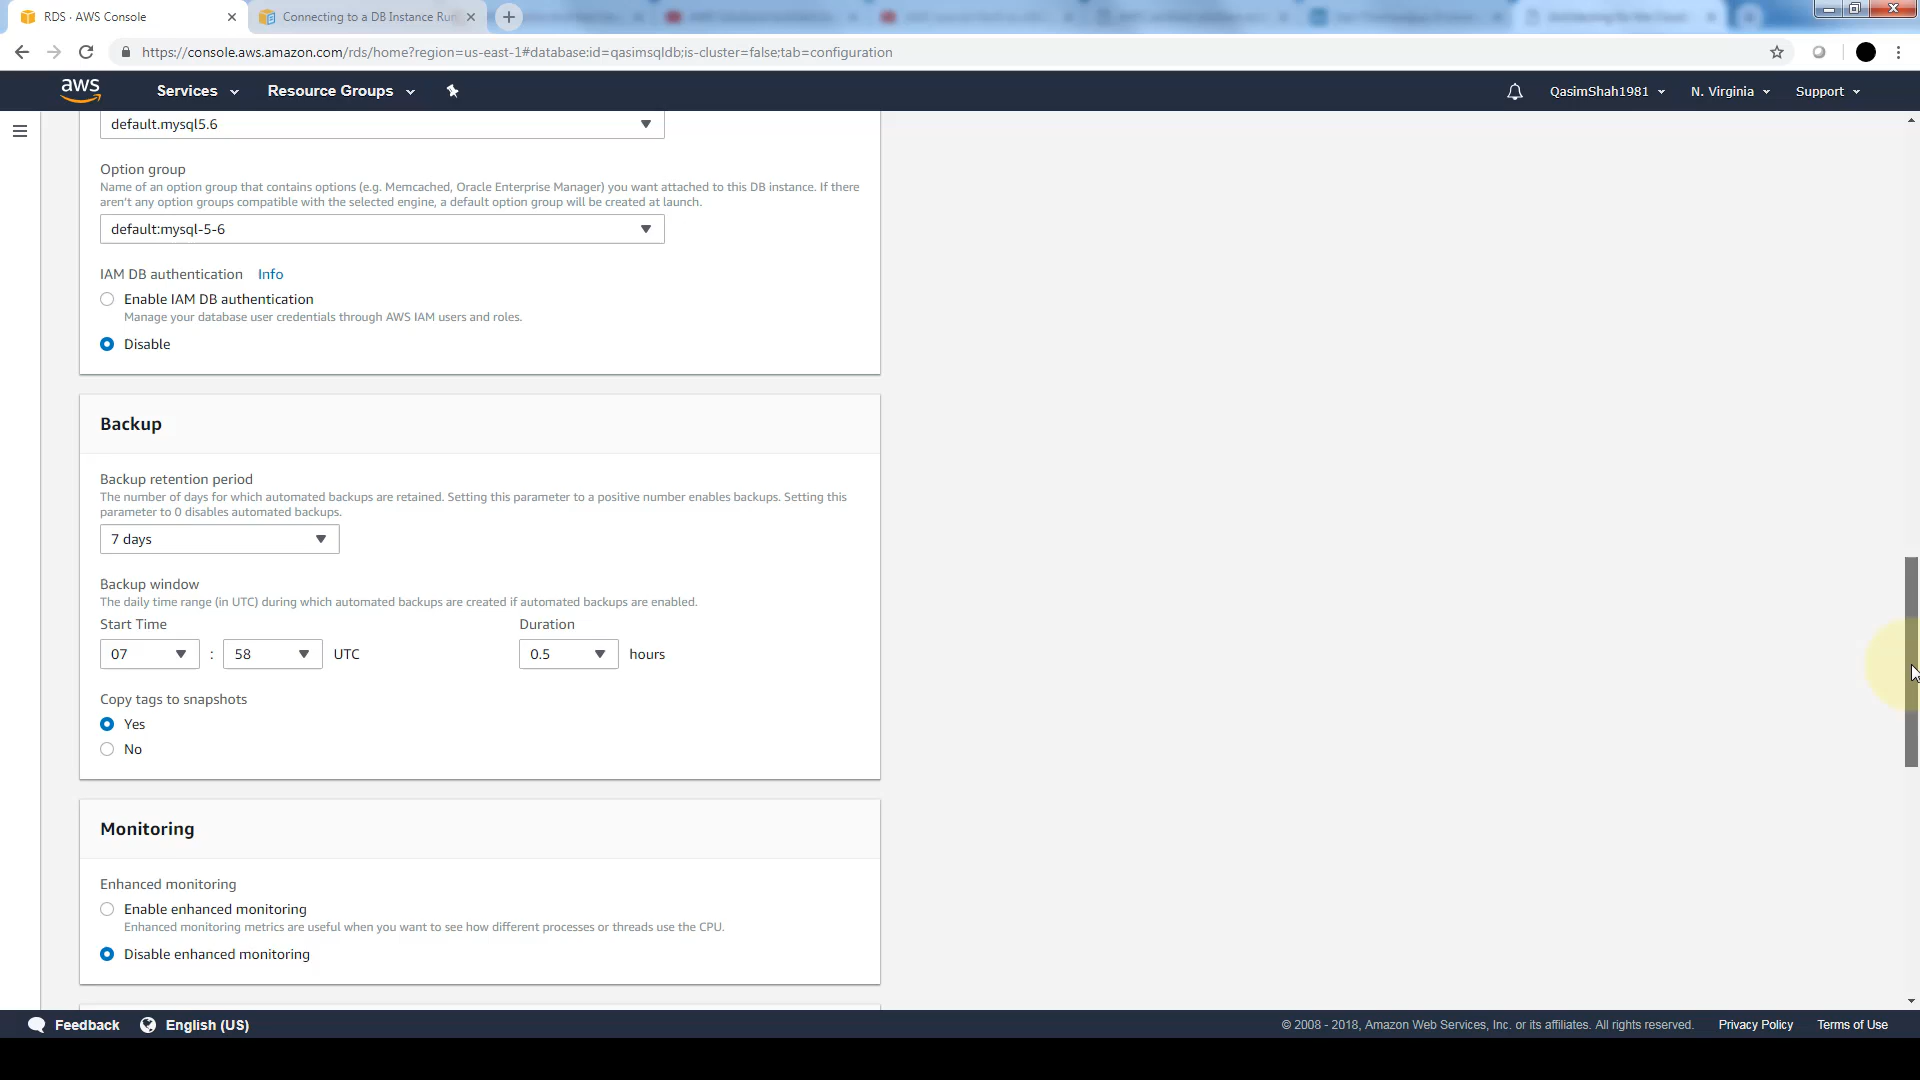 RDS · AWS Console
Connecting to a DB Instance Run
https://console.aws.amazon.com/rds/home?region=us-east-1#database:id=qasimsqldb;is-cluster=false;tab=configuration
aws
Services
Resource Groups
QasimShah1981
N. Virginia
Support
default.mysql5.6
Option group
Name of an option group that contains options (e.g. Memcached, Oracle Enterprise Manager) you want attached to this DB instance. If there
aren't any option groups compatible with the selected engine, a default option group will be created at launch.
default:mysql-5-6
IAM DB authentication Info
Enable IAM DB authentication
Manage your database user credentials through AWS IAM users and roles.
Disable
Backup
Backup retention period
The number of days for which automated backups are retained. Setting this parameter to a positive number enables backups. Setting this
parameter to 0 disables automated backups.
7 days
Backup window
The daily time range (in UTC) during which automated backups are created if automated backups are enabled.
Start Time Duration
07 : 58 UTC 0.5 hours
Copy tags to snapshots
Yes
No
Monitoring
Enhanced monitoring
Enable enhanced monitoring
Enhanced monitoring metrics are useful when you want to see how different processes or threads use the CPU.
Disable enhanced monitoring
Feedback English (US) © 2008 - 2018, Amazon Web Services, Inc. or its affiliates. All rights reserved. Privacy Policy Terms of Use